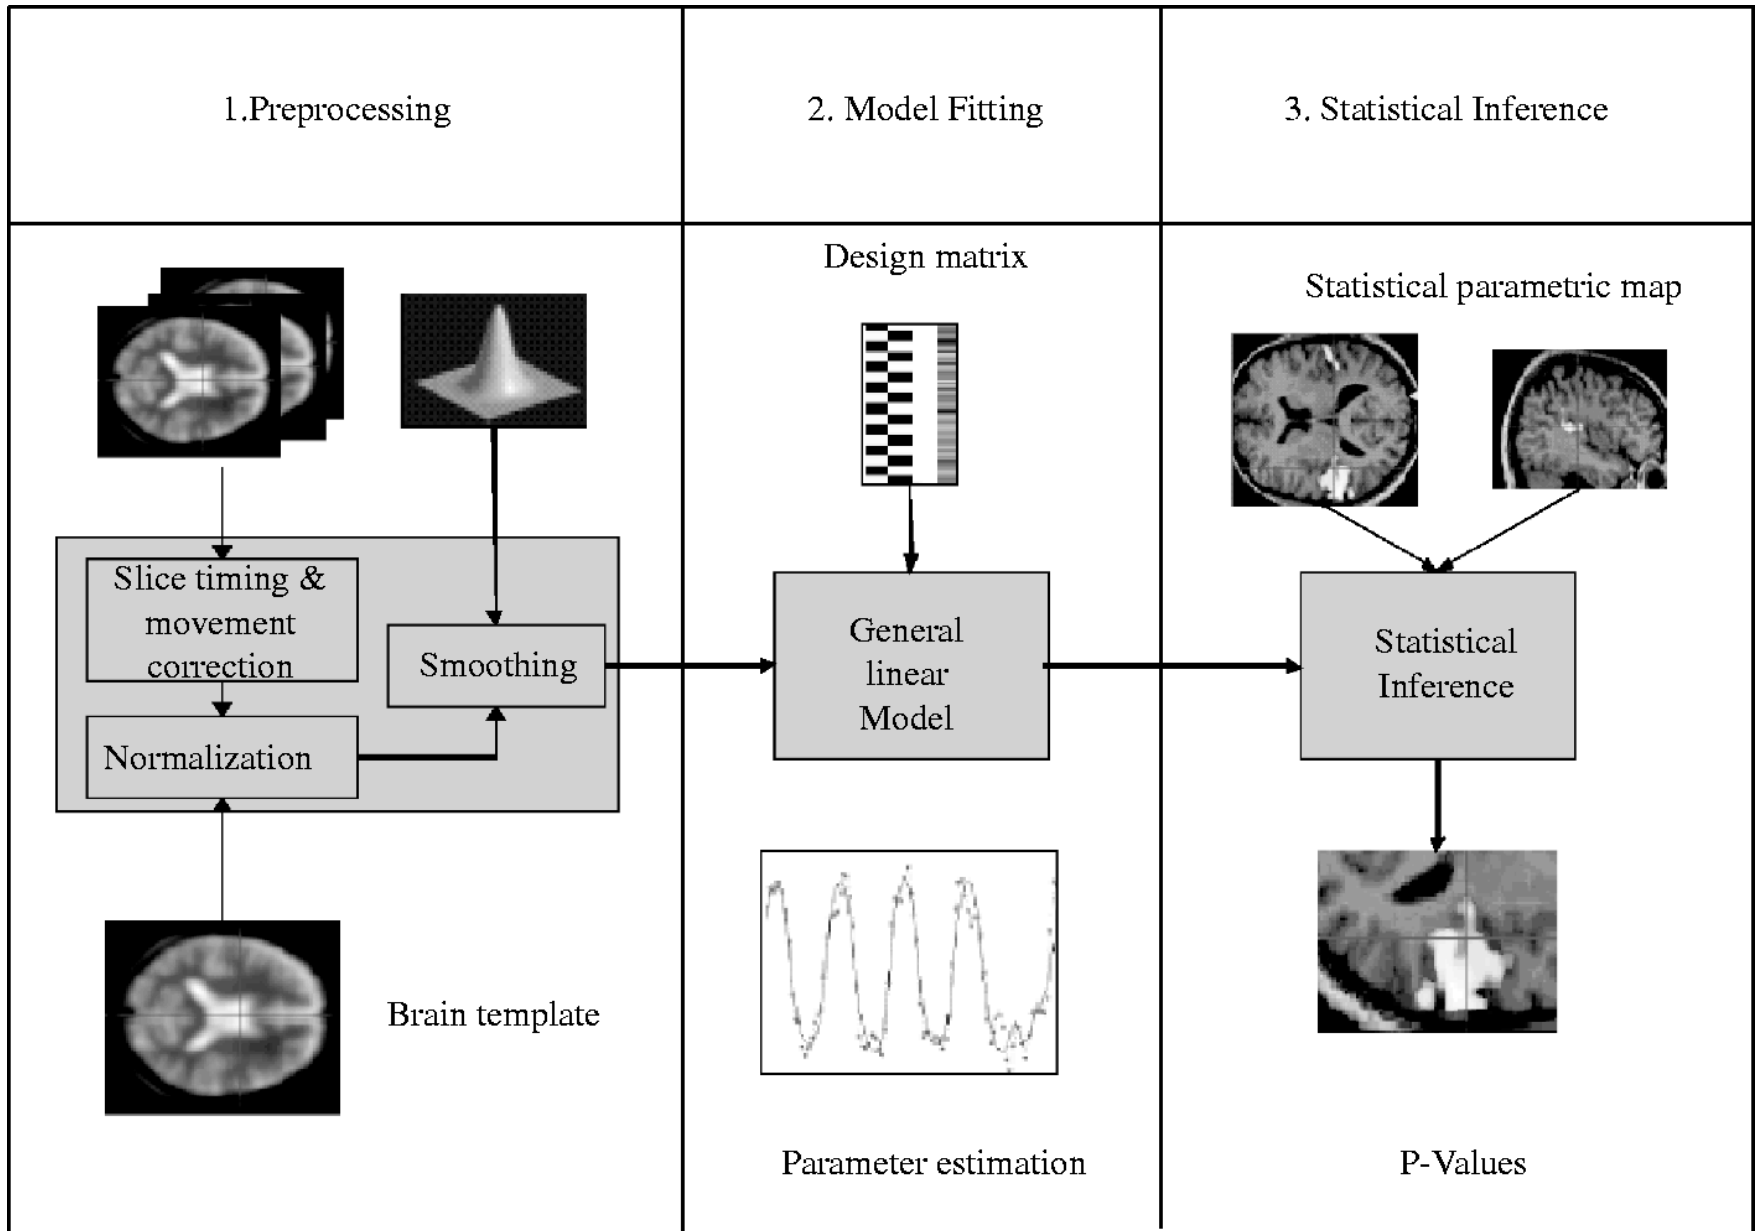 1.Preprocessing
2. Model Fitting
3. Statistical Inference
Slice timing &
movement
correction
Normalization
Smoothing
Brain template
Design matrix
General
linear
Model
Parameter estimation
Statistical parametric map
Statistical
Inference
P-Values